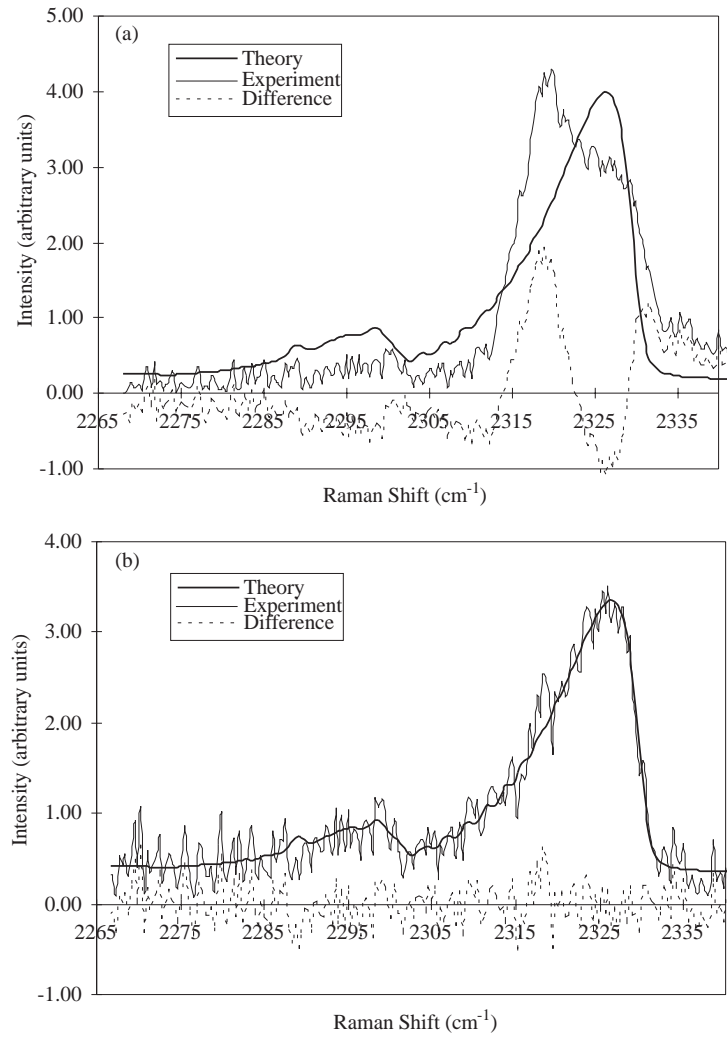 5.00
(a)
Theory
Experiment
Difference
4.00
3.00
2.00
1.00
0.00
-1.00
Intensity (arbitrary units)
2265 2275 2285 2295 2305 2315 2325 2335
Raman Shift (cm-1)
4.00
(b)
Theory
Experiment
Difference
3.00
2.00
1.00
0.00
-1.00
Intensity (arbitrary units)
2265 2275 2285 2295 2305 2315 2325 2335
Raman Shift (cm-1)